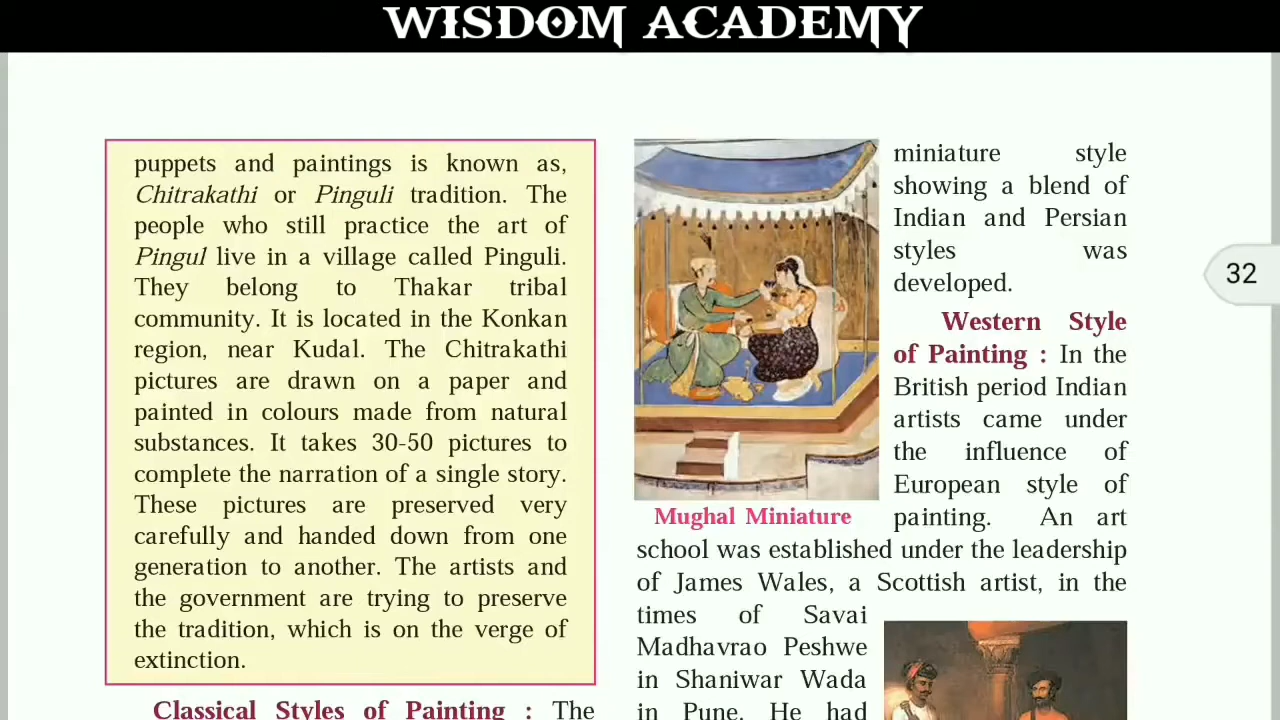 WISDOM ACADEMY
puppets and paintings is known as,
Chitrakathi or Pinguli tradition. The
people who still practice the art of
Pingul live in a village called Pinguli.
They belong to Thakar tribal
community. It is located in the Konkan
region, near Kudal. The Chitrakathi
pictures are drawn on a paper and
painted in colours made from natural
substances. It takes 30-50 pictures to
complete the narration of a single story.
These pictures are preserved very
carefully and handed down from one
generation to another. The artists and
the government are trying to preserve
the tradition, which is on the verge of
extinction.
Classical Styles of Painting : The
Mughal Miniature
miniature style
showing a blend of
Indian and Persian
styles was
developed.
Western Style
of Painting : In the
British period Indian
artists came under
the influence of
European style of
painting. An art
school was established under the leadership
of James Wales, a Scottish artist, in the
times of Savai
Madhavrao Peshwe
in Shaniwar Wada
in Pune. He had
32